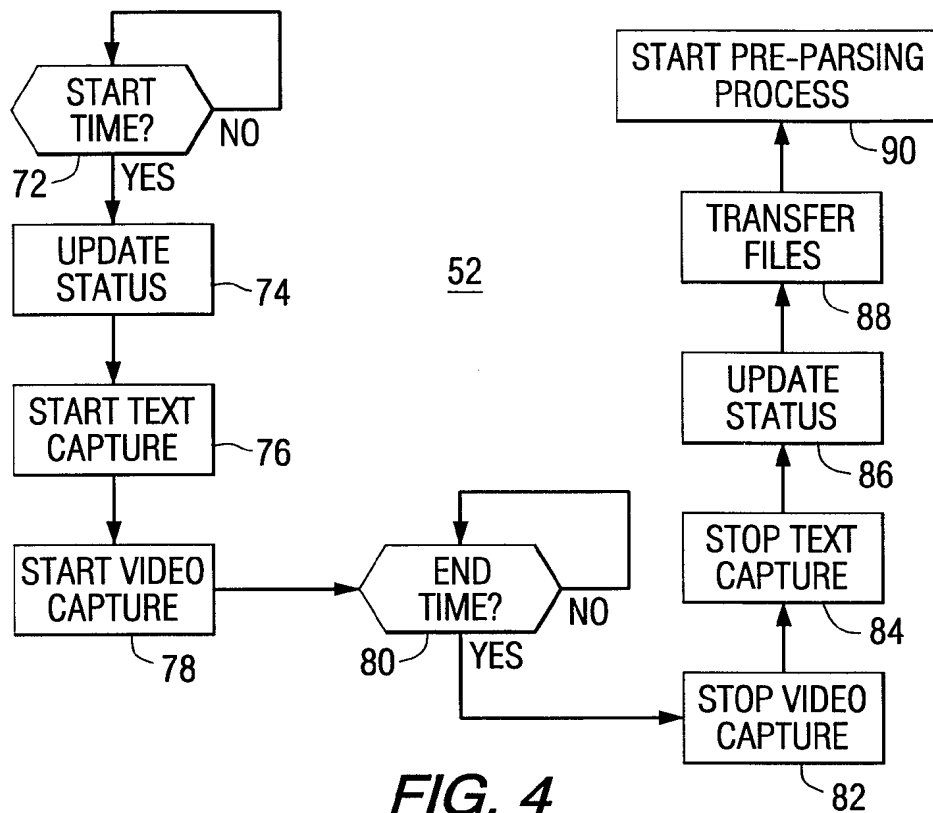 START
TIME?
NO
72
YES
UPDATE
STATUS
74
START TEXT
CAPTURE
76
START VIDEO
CAPTURE
78
52
END
TIME?
NO
80
YES
STOP VIDEO
CAPTURE
82
STOP TEXT
CAPTURE
84
UPDATE
STATUS
86
TRANSFER
FILES
88
START PRE-PARSING
PROCESS
90
FIG. 4